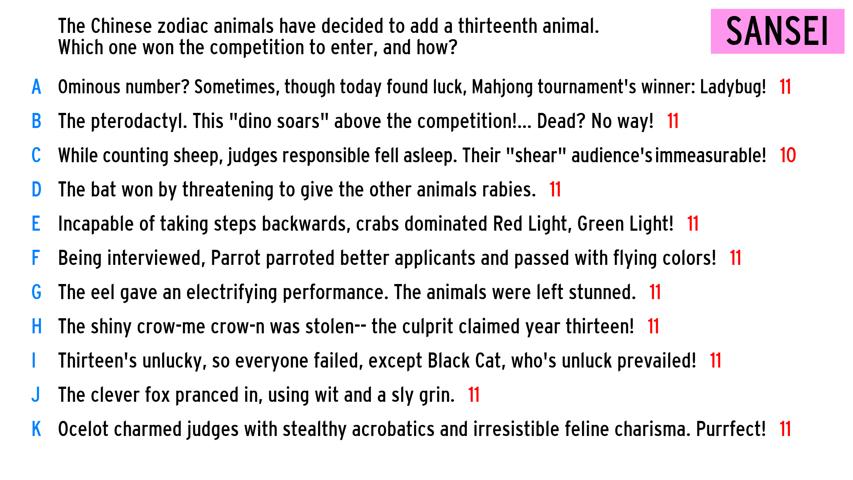 The Chinese zodiac animals have decided to add a thirteenth animal.
Which one won the competition to enter, and how?
SANSEI
A Ominous number? Sometimes, though today found luck, Mahjong tournament's winner: Ladybug! 11
B The pterodactyl. This "dino soars" above the competition!... Dead? No way! 11
C While counting sheep, judges responsible fell asleep. Their "shear" audience's immeasurable! 10
D The bat won by threatening to give the other animals rabies. 11
E Incapable of taking steps backwards, crabs dominated Red Light, Green Light! 11
F Being interviewed, Parrot parroted better applicants and passed with flying colors! 11
G The eel gave an electrifying performance. The animals were left stunned. 11
H The shiny crow-me crow-n was stolen-- the culprit claimed year thirteen! 11
I Thirteen's unlucky, so everyone failed, except Black Cat, who's unluck prevailed! 11
J The clever fox pranced in, using wit and a sly grin. 11
K Ocelot charmed judges with stealthy acrobatics and irresistible feline charisma. Purrfect! 11